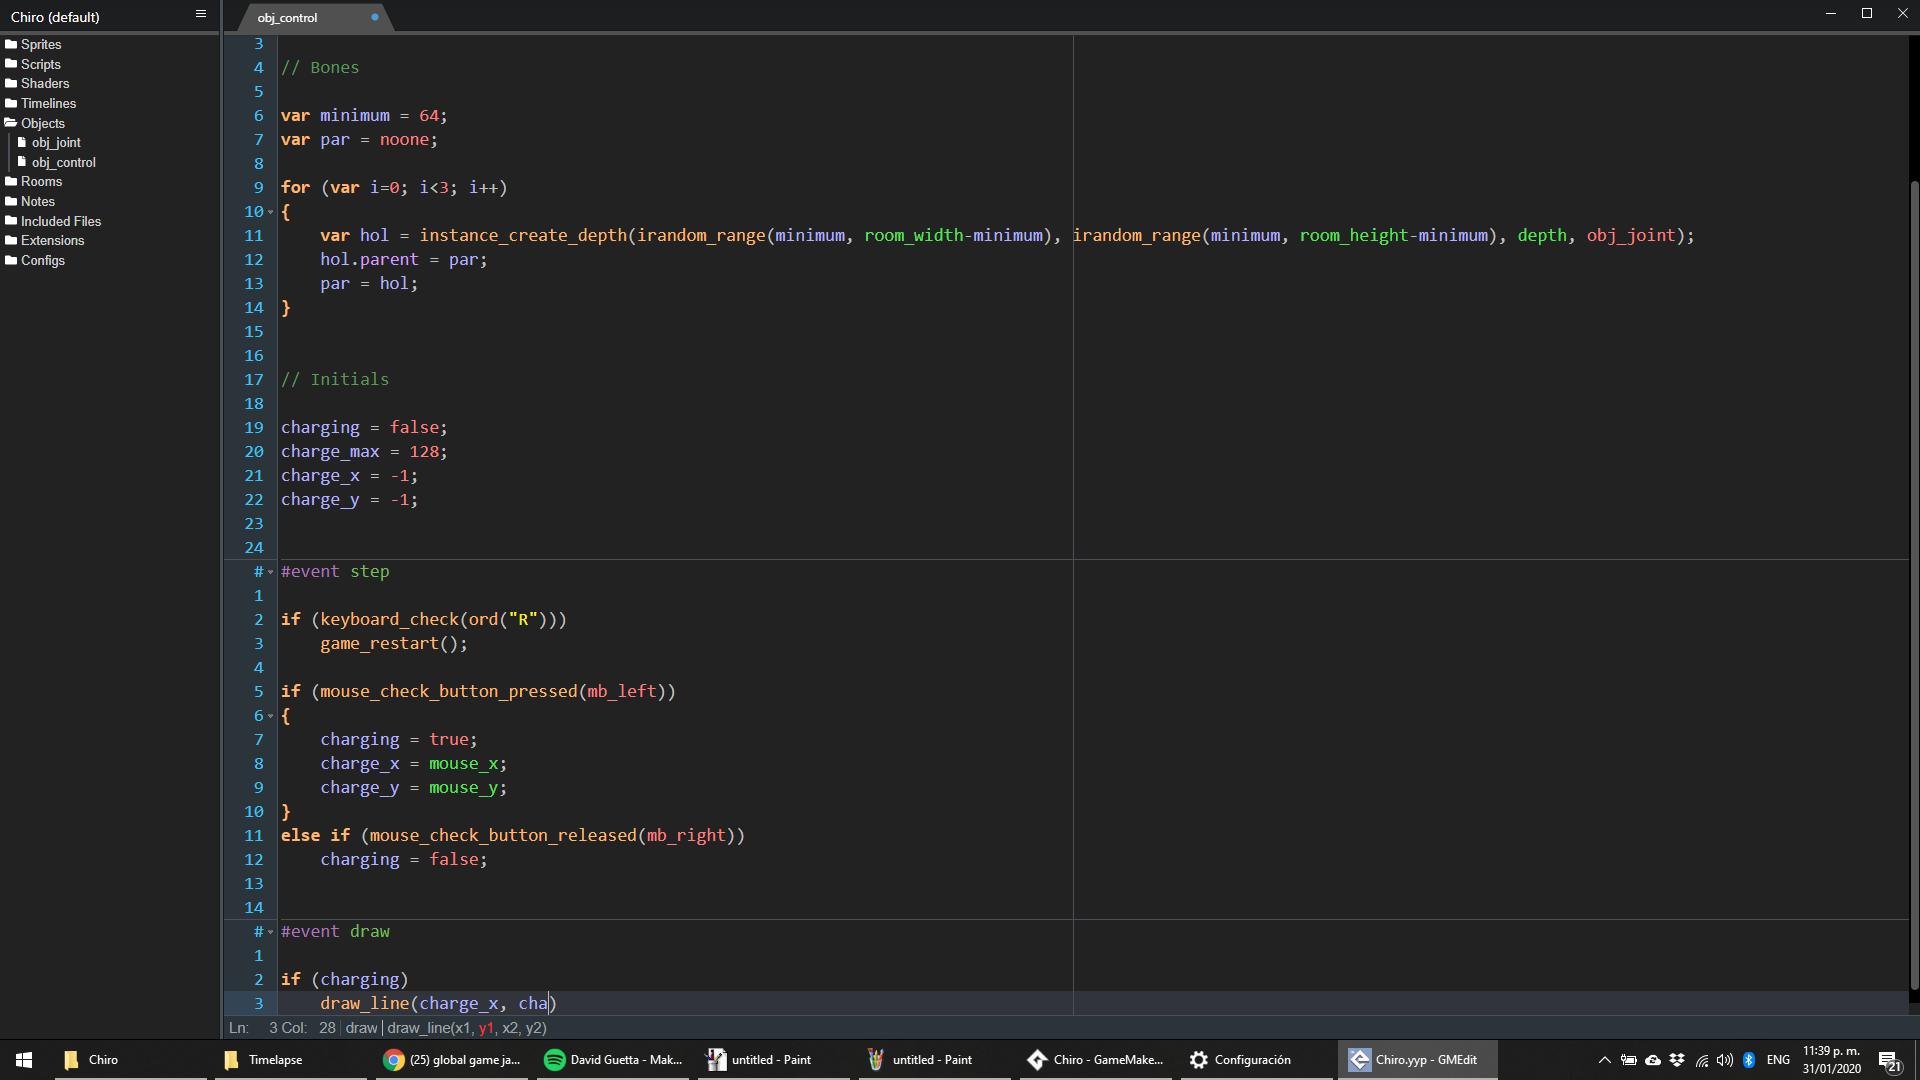 Chiro (default)
obj_control
Sprites
Scripts
Shaders
Timelines
Objects
obj_joint
obj_control
Rooms
Notes
Included Files
Extensions
Configs
3
4 // Bones
5
6 var minimum = 64;
7 var par = noone;
8
9 for (var i=0; i<3; i++)
10 {
11 var hol = instance_create_depth(irandom_range(minimum, room_width-minimum), irandom_range(minimum, room_height-minimum), depth, obj_joint);
12 hol.parent = par;
13 par = hol;
14 }
15
16
17 // Initials
18
19 charging = false;
20 charge_max = 128;
21 charge_x = -1;
22 charge_y = -1;
23
24
# #event step
1
2 if (keyboard_check(ord("R")))
3 game_restart();
4
5 if (mouse_check_button_pressed(mb_left))
6 {
7 charging = true;
8 charge_x = mouse_x;
9 charge_y = mouse_y;
10 }
11 else if (mouse_check_button_released(mb_right))
12 charging = false;
13
14
# #event draw
1
2 if (charging)
3 draw_line(charge_x, cha)
Ln: 3 Col: 28 draw draw_line(x1, y1, x2, y2)
Chiro
Timelapse
(25) global game ja...
David Guetta - Mak...
untitled - Paint
untitled - Paint
Chiro - GameMake...
Configuración
Chiro.yyp - GMEdit
ENG
11:39 p. m.
31/01/2020
21